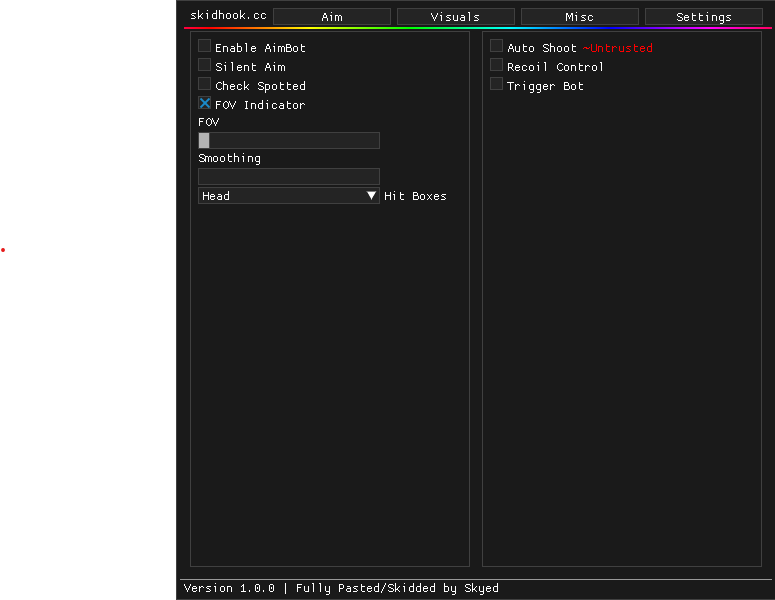 skidhook.cc Aim Visuals Misc Settings
Enable AimBot
Silent Aim
Check Spotted
FOV Indicator
FOV
Smoothing
Head Hit Boxes
Auto Shoot ~Untrusted
Recoil Control
Trigger Bot
Version 1.0.0 | Fully Pasted/Skidded by Skyed